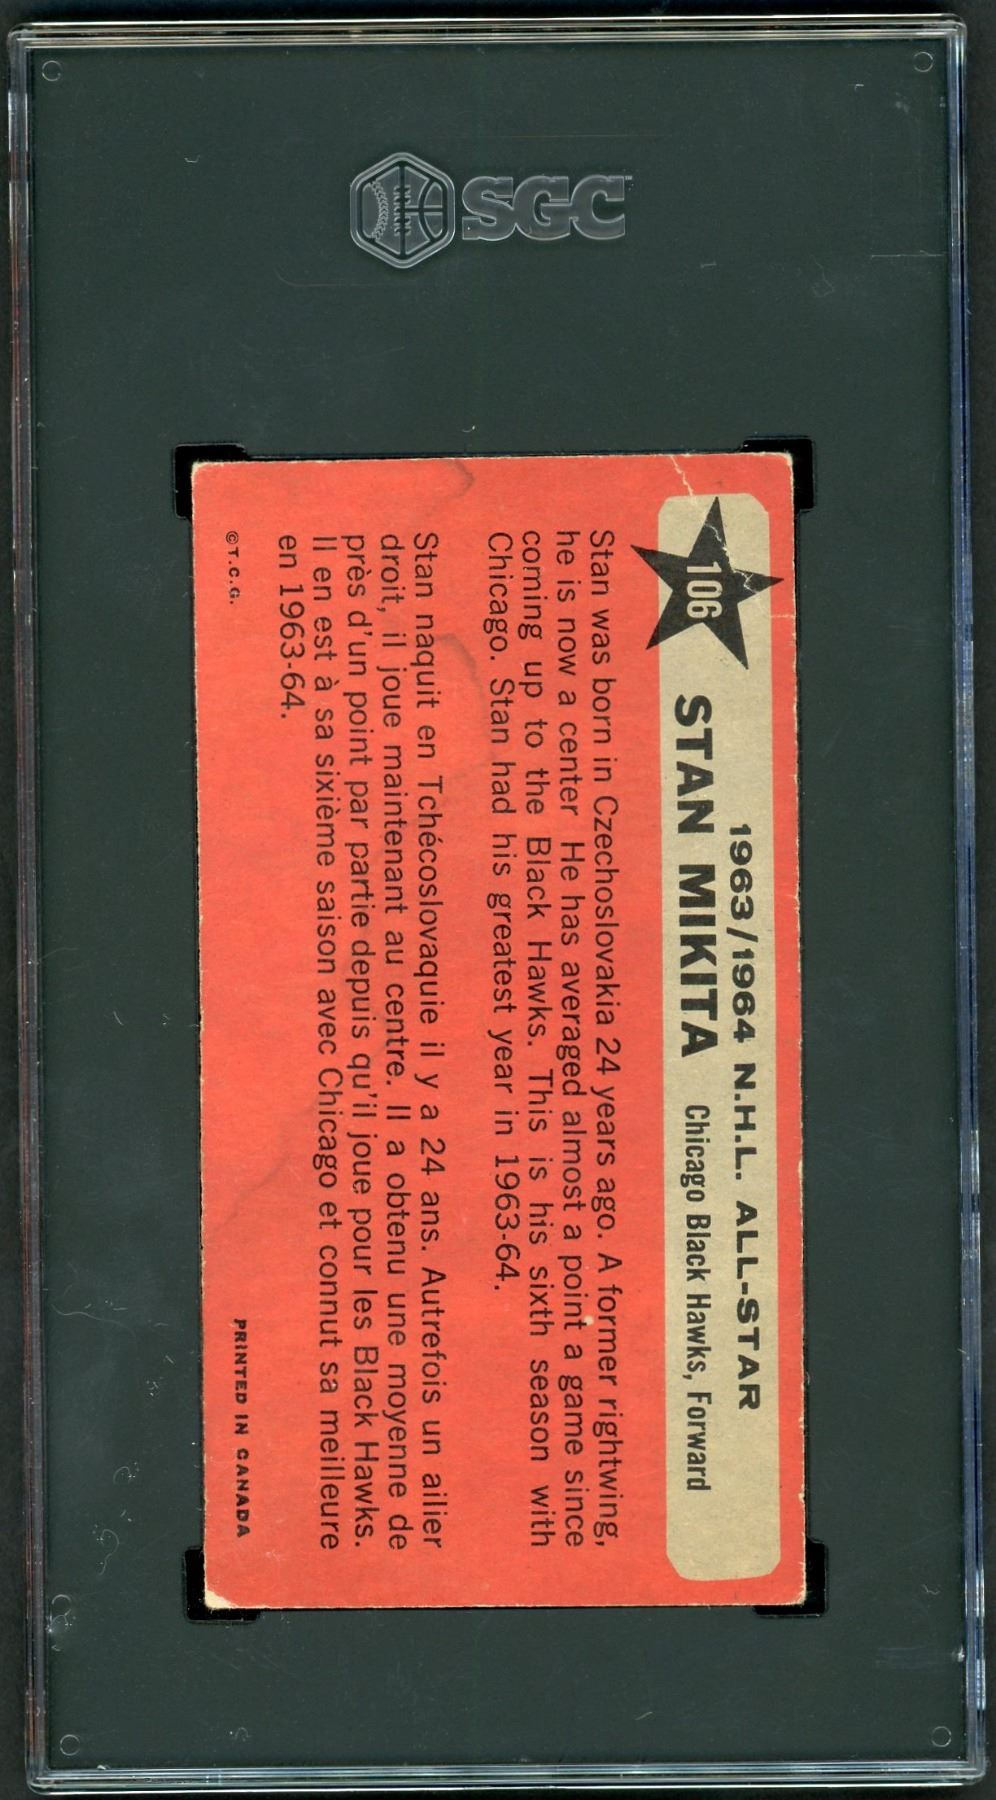 SGC
106
1963/1964 N.H.L. ALL-STAR
STAN MIKITA Chicago Black Hawks, Forward
Stan was born in Czechoslovakia 24 years ago. A former rightwing,
he is now a center He has averaged almost a point a game since
coming up to the Black Hawks. This is his sixth season with
Chicago. Stan had his greatest year in 1963-64.
Stan naquit en Tchécoslovaquie il y a 24 ans. Autrefois un ailier
droit, il joue maintenant au centre. Il a obtenu une moyenne de
près d'un point par partie depuis qu'il joue pour les Black Hawks.
Il en est à sa sixième saison avec Chicago et connut sa meilleure
en 1963-64.
©T.C.G. PRINTED IN CANADA